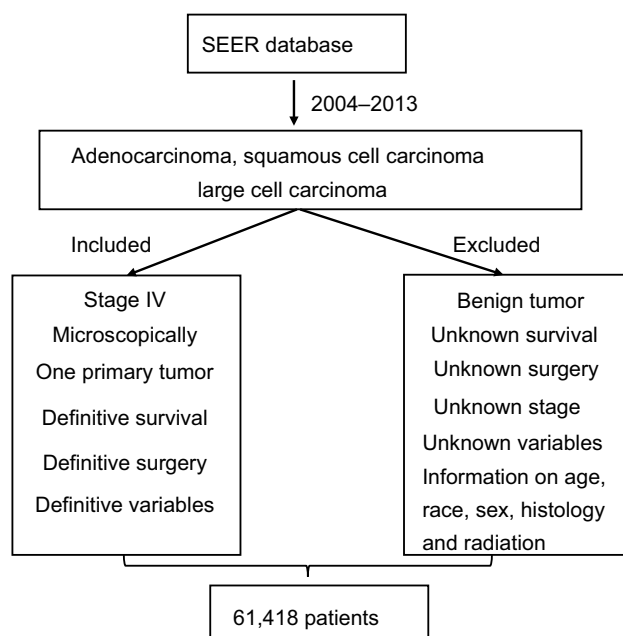 SEER database
2004–2013
Adenocarcinoma, squamous cell carcinoma
large cell carcinoma
Included
Excluded
Stage IV
Microscopically
One primary tumor
Definitive survival
Definitive surgery
Definitive variables
Benign tumor
Unknown survival
Unknown surgery
Unknown stage
Unknown variables
Information on age,
race, sex, histology
and radiation
61,418 patients